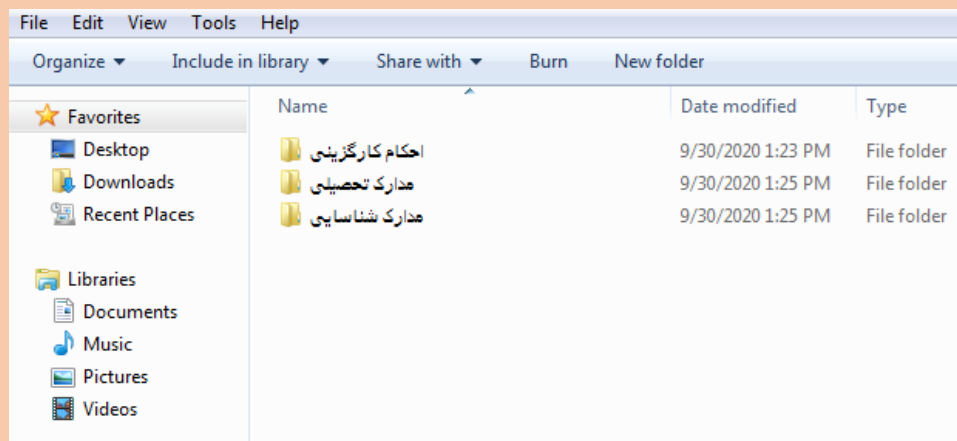 File Edit View Tools Help
Organize Include in library Share with Burn New folder
Favorites
Desktop
Downloads
Recent Places
Libraries
Documents
Music
Pictures
Videos
Name Date modified Type
احکام کارگزینی 9/30/2020 1:23 PM File folder
مدارک تحصیلی 9/30/2020 1:25 PM File folder
مدارک شناسایی 9/30/2020 1:25 PM File folder